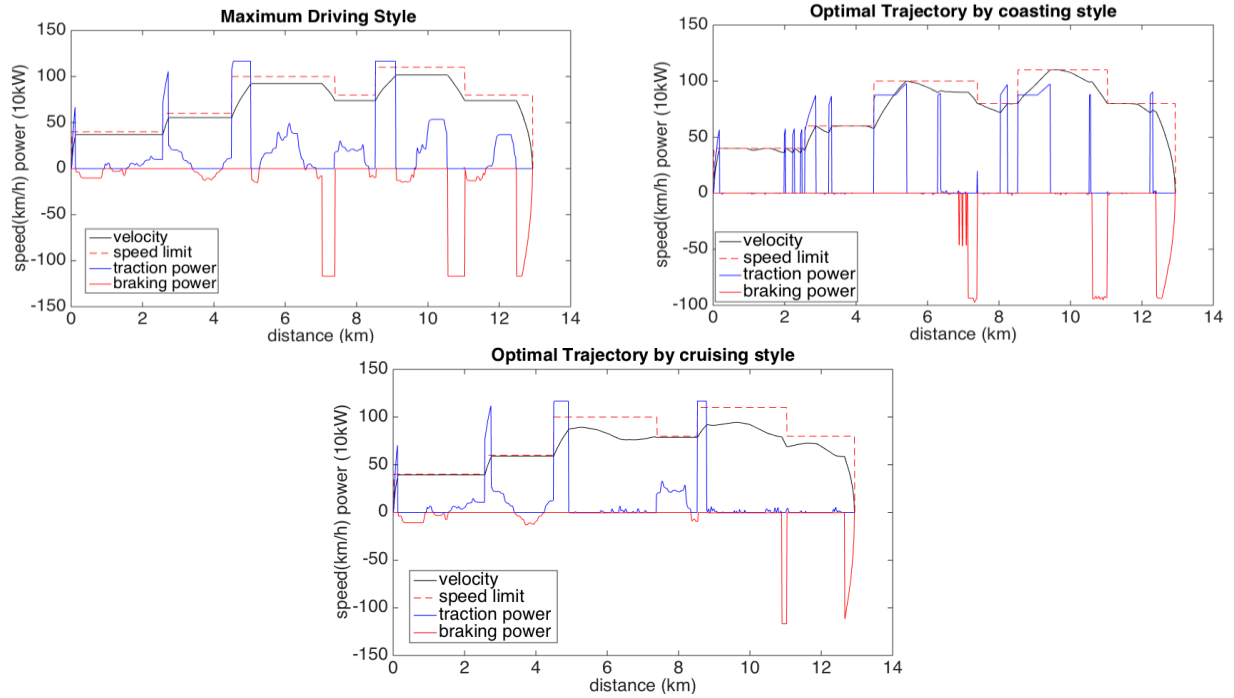 Maximum Driving Style
150
100
50
0
-50
-100
-150
speed(km/h) power (10kW)
velocity
speed limit
traction power
braking power
0 2 4 6 8 10 12 14
distance (km)
Optimal Trajectory by coasting style
150
100
50
0
-50
-100
speed(km/h) power (10kW)
velocity
speed limit
traction power
braking power
0 2 4 6 8 10 12 14
distance (km)
Optimal Trajectory by cruising style
150
100
50
0
-50
-100
-150
speed(km/h) power (10kW)
velocity
speed limit
traction power
braking power
0 2 4 6 8 10 12 14
distance (km)